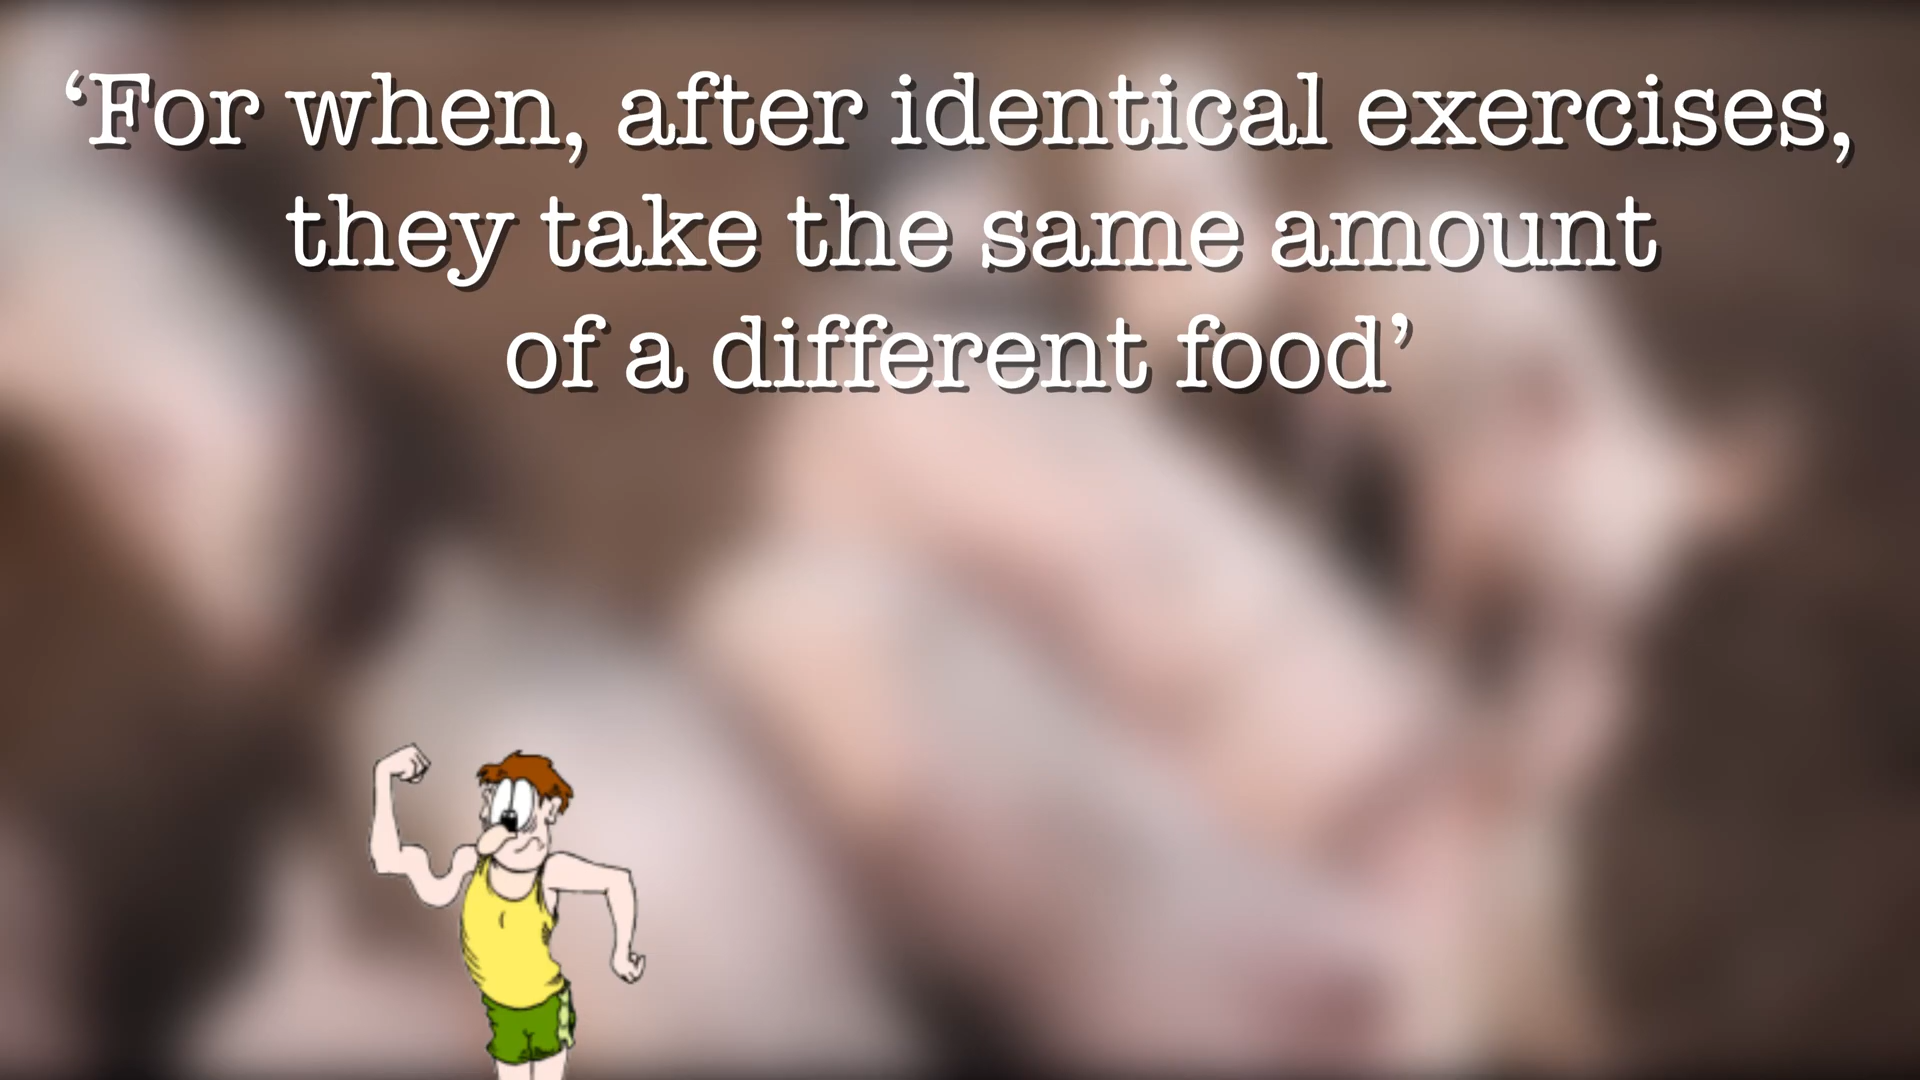 ‘For when, after identical exercises,
they take the same amount
of a different food’